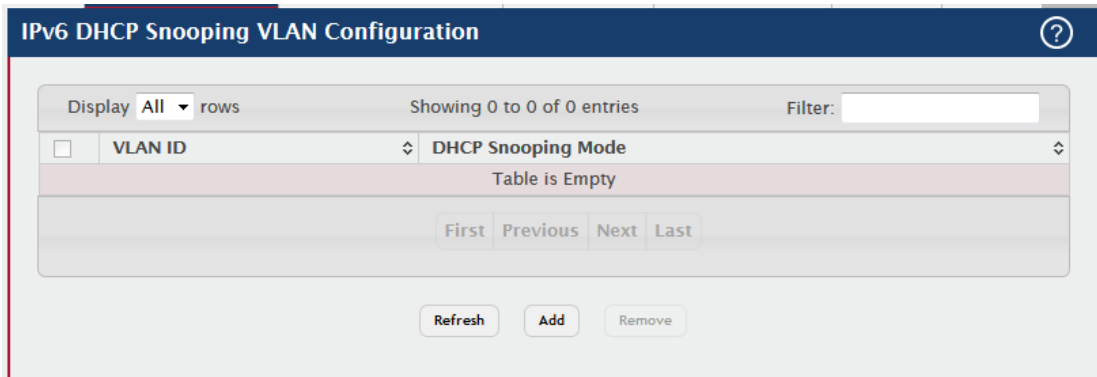 IPv6 DHCP Snooping VLAN Configuration ?
Display All rows Showing 0 to 0 of 0 entries Filter:
VLAN ID DHCP Snooping Mode
Table is Empty
First Previous Next Last
Refresh Add Remove